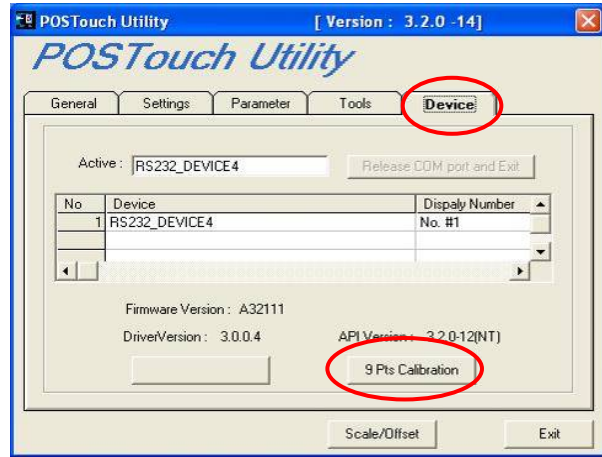 POSTouch Utility [ Version : 3.2.0 -14]
POSTouch Utility
General Settings Parameter Tools Device
Active : RS232_DEVICE4 Release COM port and Exit
No Device Dispaly Number
1 RS232_DEVICE4 No. #1
Firmware Version : A32111
DriverVersion : 3.0.0.4 API Version : 3.2.0-12(NT)
9 Pts Calibration
Scale/Offset Exit